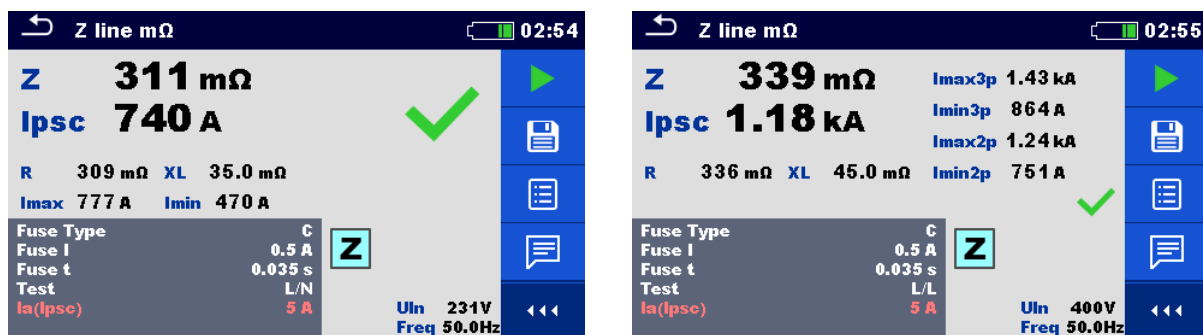 Z line mΩ 02:54
Z 311 mΩ
Ipsc 740 A
R 309 mΩ XL 35.0 mΩ
Imax 777 A Imin 470 A
Fuse Type C
Fuse I 0.5 A
Fuse t 0.035 s
Test L/N
Ia(Ipsc) 5 A
Z
Uln 231V
Freq 50.0Hz
Z line mΩ 02:55
Z 339 mΩ
Ipsc 1.18 kA
Imax3p 1.43 kA
Imin3p 864 A
Imax2p 1.24 kA
Imin2p 751 A
R 336 mΩ XL 45.0 mΩ
Fuse Type C
Fuse I 0.5 A
Fuse t 0.035 s
Test L/L
Ia(Ipsc) 5 A
Z
Uln 400V
Freq 50.0Hz